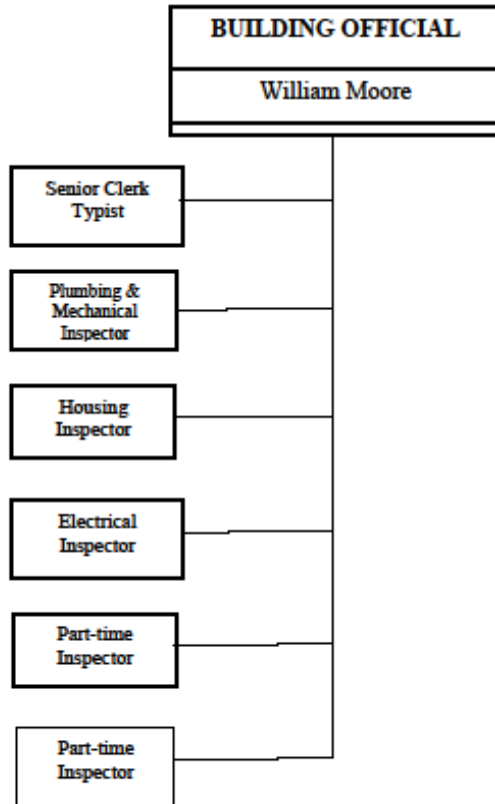 BUILDING OFFICIAL
William Moore
Senior Clerk
Typist
Plumbing &
Mechanical
Inspector
Housing
Inspector
Electrical
Inspector
Part-time
Inspector
Part-time
Inspector